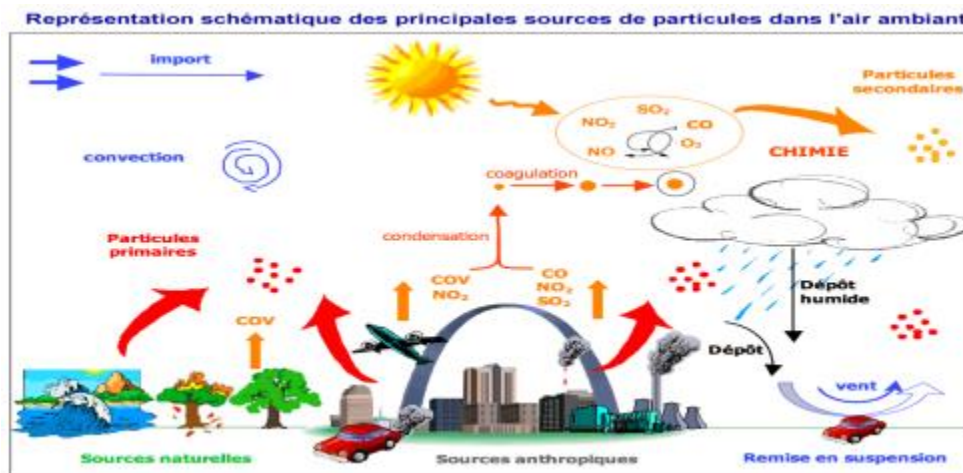 Représentation schématique des principales sources de particules dans l'air ambiant
import
Particules
secondaires
SO₂
NO₂
CO
O₃
NO
CHIMIE
convection
coagulation
Particules
primaires
condensation
COV
NO₂
CO
NO₂
SO₂
Dépôt
humide
COV
Dépôt
vent
Sources naturelles
Sources anthropiques
Remise en suspension